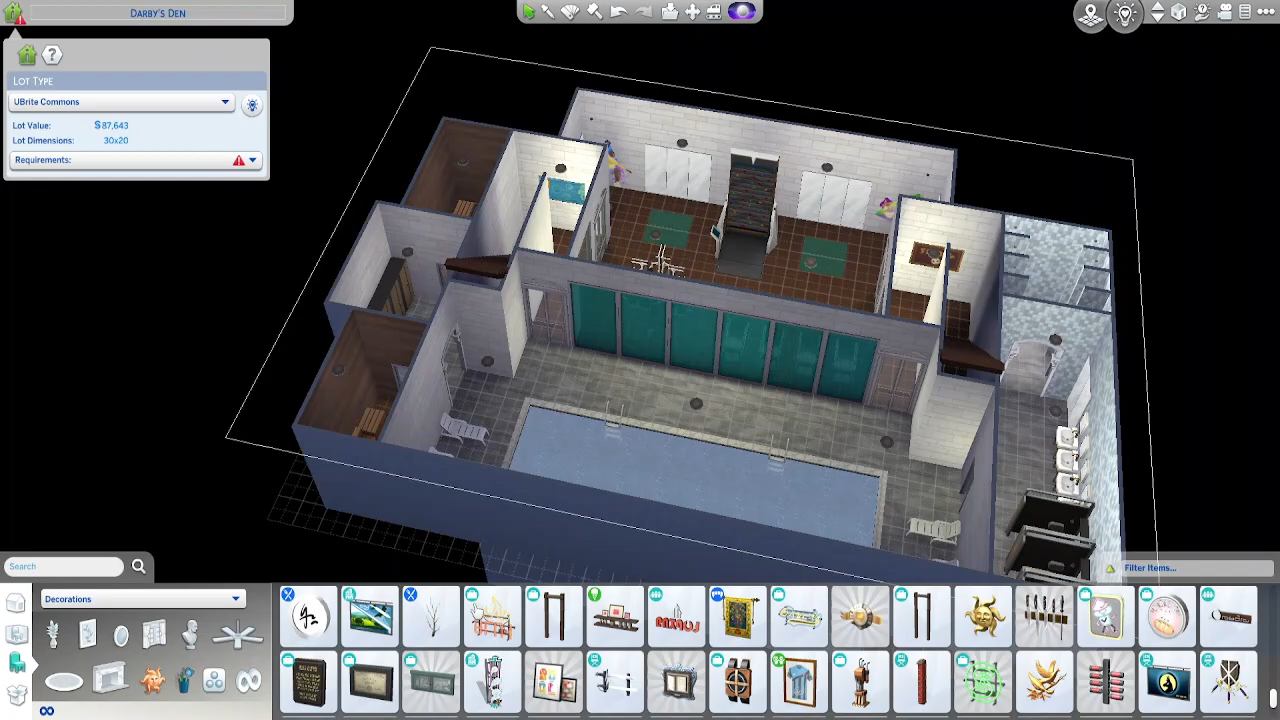 DARBY'S DEN
LOT TYPE
UBrite Commons
Lot Value: §87,643
Lot Dimensions: 30x20
Requirements:
Search
Filter Items...
Decorations